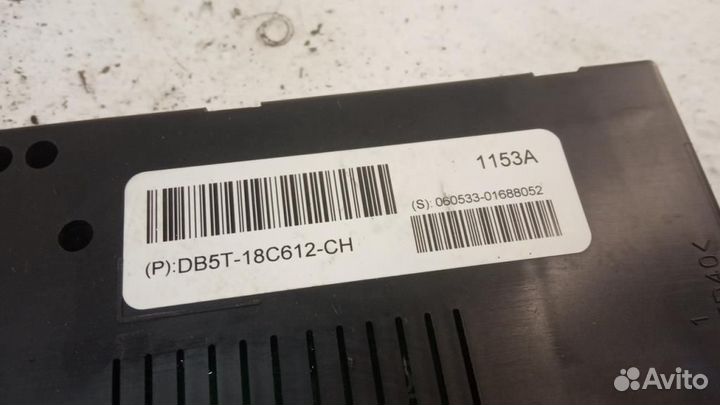 1153A
(S): 060533-01688052
(P):DB5T-18C612-CH
Avito